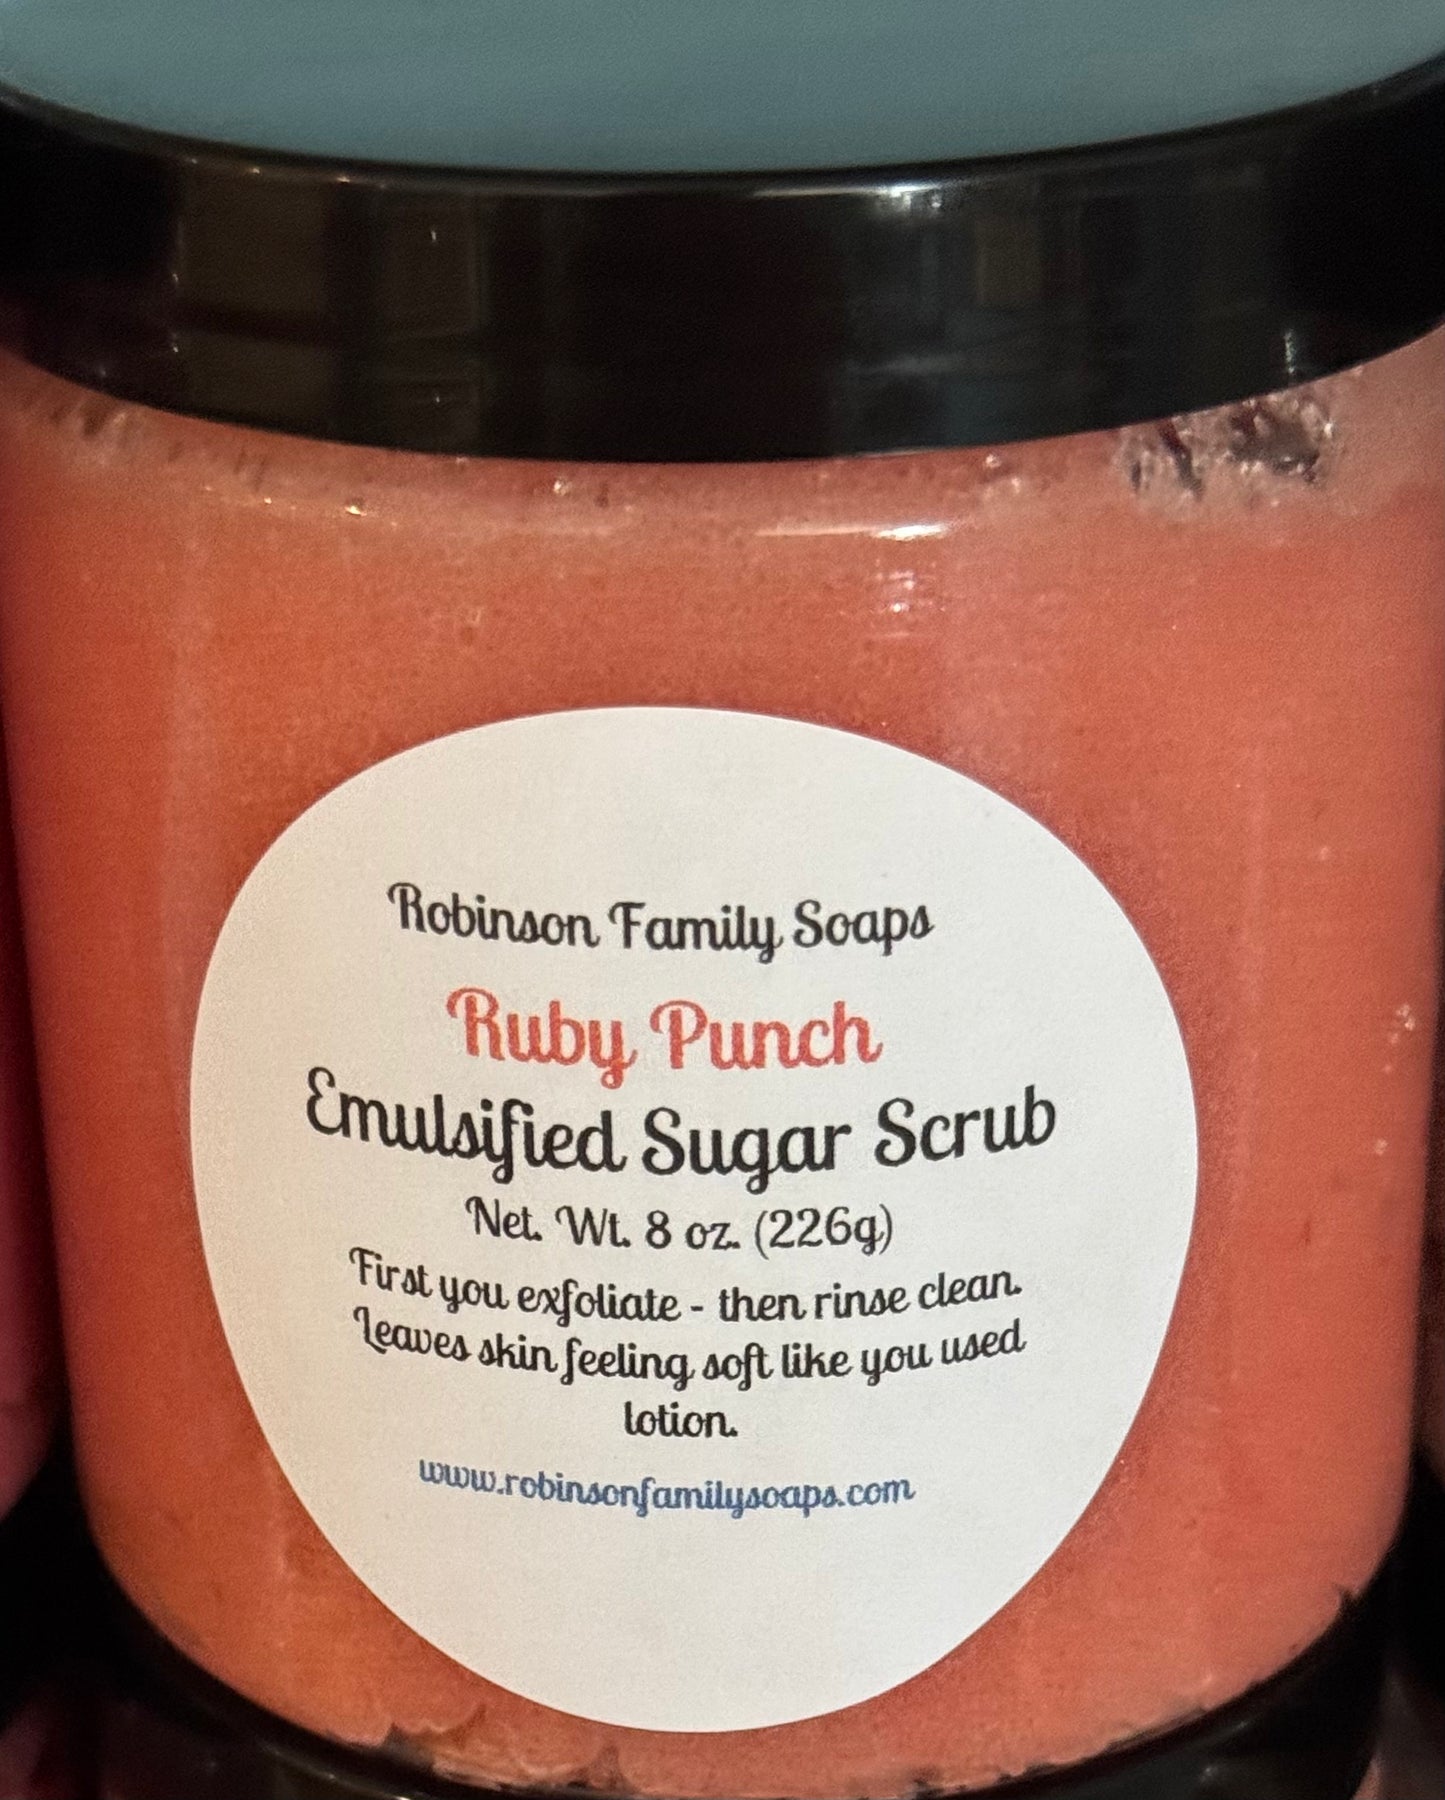 Robinson Family Soaps
Ruby Punch
Emulsified Sugar Scrub
Net. Wt. 8 oz. (226g)
First you exfoliate - then rinse clean.
Leaves skin feeling soft like you used
lotion.
www.robinsonfamilysoaps.com